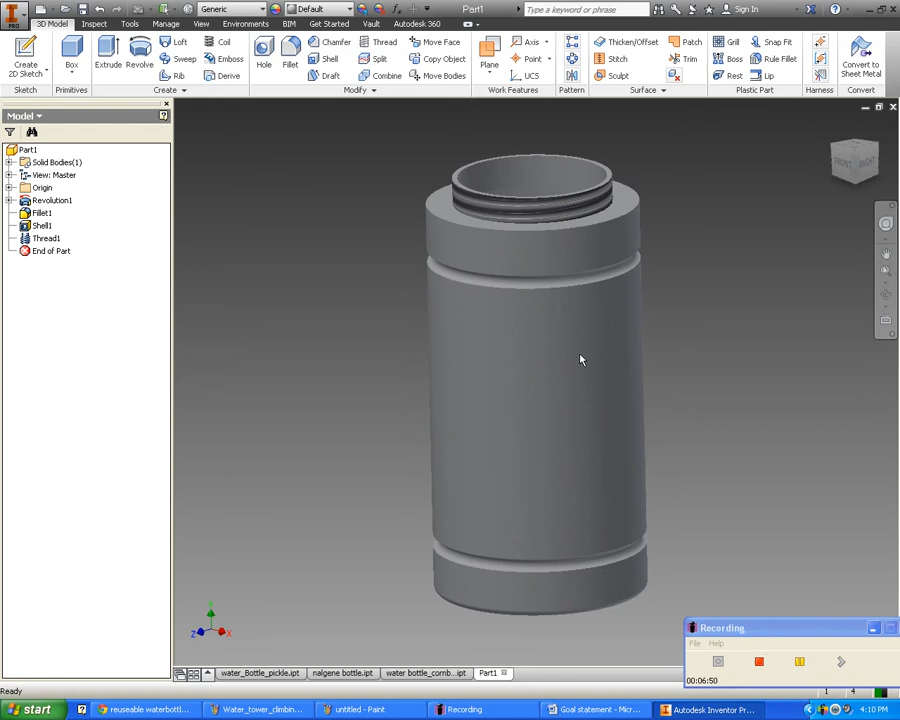 PRO
Generic
Default
Part1
Type a keyword or phrase
Sign In
3D Model
Inspect
Tools
Manage
View
Environments
BIM
Get Started
Vault
Autodesk 360
Create
2D Sketch
Box
Extrude
Revolve
Loft
Sweep
Rib
Coil
Emboss
Derive
Hole
Fillet
Chamfer
Shell
Draft
Thread
Split
Combine
Move Face
Copy Object
Move Bodies
Plane
Axis
Point
UCS
Thicken/Offset
Stitch
Sculpt
Patch
Trim
Grill
Boss
Rest
Snap Fit
Rule Fillet
Lip
Convert to
Sheet Metal
Sketch
Primitives
Create
Modify
Work Features
Pattern
Surface
Plastic Part
Harness
Convert
Model
Part1
Solid Bodies(1)
View: Master
Origin
Revolution1
Fillet1
Shell1
Thread1
End of Part
FRONT
RIGHT
Y
Z
X
Recording
File
Help
00:06:50
water_Bottle_pickle.ipt
nalgene bottle.ipt
water bottle_comb...ipt
Part1
Ready
1
4
start
reuseable waterbottl...
Water_tower_climbin...
untitled - Paint
Recording
Goal statement - Micr...
Autodesk Inventor Pr...
4:10 PM